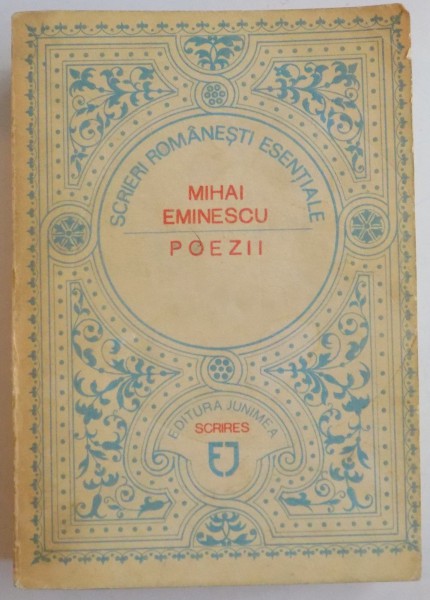 SCRIERI ROMÂNEȘTI ESENȚIALE
MIHAI
EMINESCU
POEZII
EDITURA JUNIMEA
SCRIRES
EJ